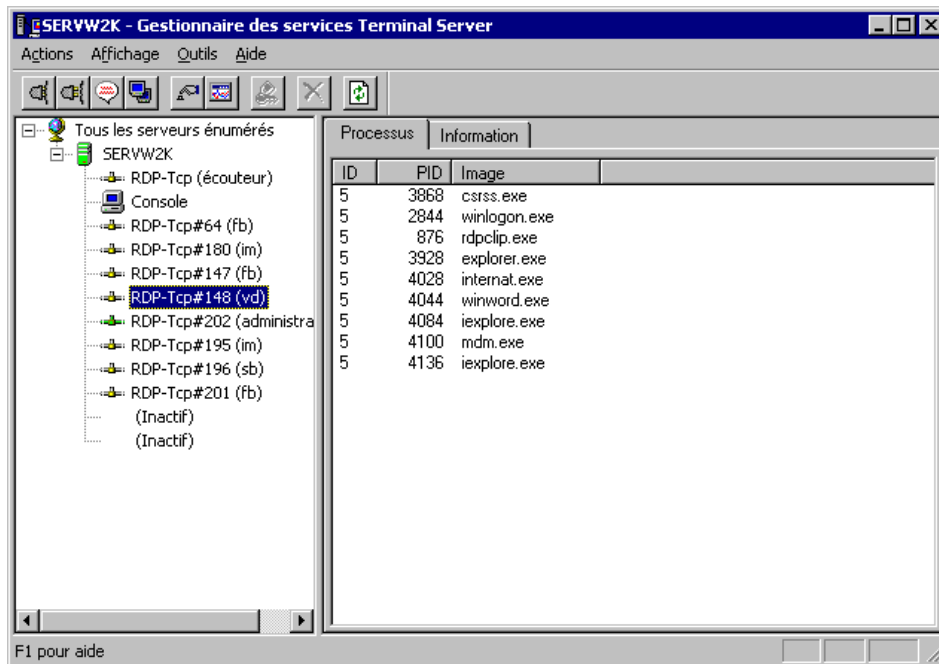 SERVW2K - Gestionnaire des services Terminal Server
Actions Affichage Outils Aide
Tous les serveurs énumérés
SERVW2K
RDP-Tcp (écouteur)
Console
RDP-Tcp#64 (fb)
RDP-Tcp#180 (im)
RDP-Tcp#147 (fb)
RDP-Tcp#148 (vd)
RDP-Tcp#202 (administra
RDP-Tcp#195 (im)
RDP-Tcp#196 (sb)
RDP-Tcp#201 (fb)
(Inactif)
(Inactif)
Processus Information
ID PID Image
5 3868 csrss.exe
5 2844 winlogon.exe
5 876 rdpclip.exe
5 3928 explorer.exe
5 4028 internat.exe
5 4044 winword.exe
5 4084 iexplore.exe
5 4100 mdm.exe
5 4136 iexplore.exe
F1 pour aide